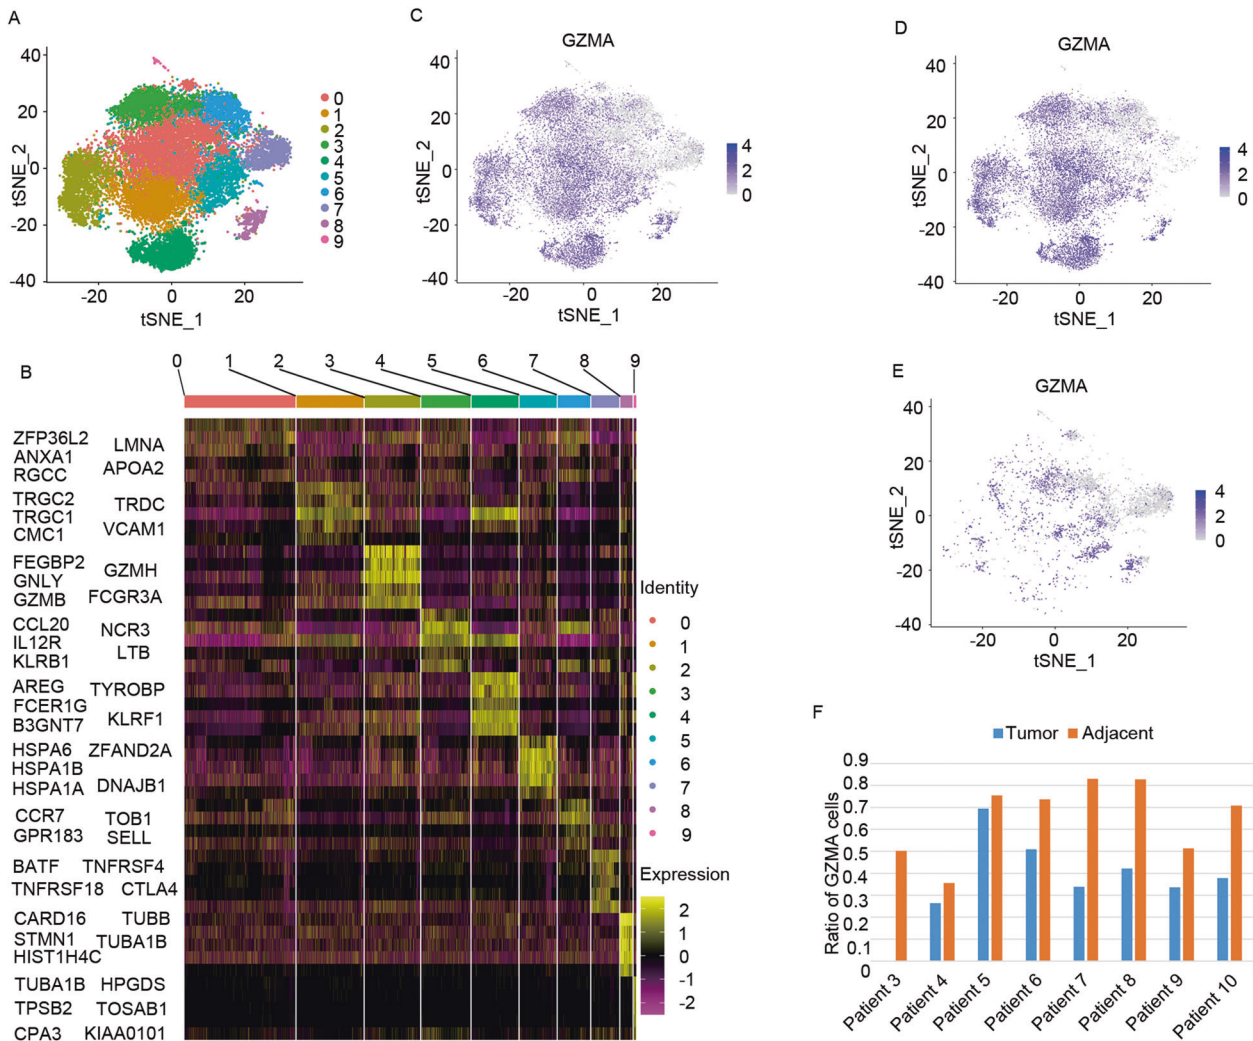 A
40
20
0
-20
-40
tSNE_2
-20
0
20
tSNE_1
0
1
2
3
4
5
6
7
8
9
C
GZMA
40
20
0
-20
-40
tSNE_2
-20
0
20
tSNE_1
4
2
0
D
GZMA
40
20
0
-20
-40
tSNE_2
-20
0
20
tSNE_1
4
2
0
B
0 1 2 3 4 5 6 7 8 9
ZFP36L2 LMNA
ANXA1
RGCC APOA2
TRGC2 TRDC
TRGC1
CMC1 VCAM1
FEGBP2 GZMH
GNLY
GZMB FCGR3A
CCL20 NCR3
IL12R LTB
KLRB1
AREG TYROBP
FCER1G
B3GNT7 KLRF1
HSPA6 ZFAND2A
HSPA1B
HSPA1A DNAJB1
CCR7 TOB1
GPR183 SELL
BATF TNFRSF4
TNFRSF18 CTLA4
CARD16 TUBB
STMN1 TUBA1B
HIST1H4C
TUBA1B HPGDS
TPSB2 TOSAB1
CPA3 KIAA0101
Identity
0
1
2
3
4
5
6
7
8
9
Expression
2
1
0
-1
-2
E
GZMA
40
20
0
-20
-40
tSNE_2
-20
0
20
tSNE_1
4
2
0
F
Tumor Adjacent
Ratio of GZMA cells
0.9
0.8
0.7
0.6
0.5
0.4
0.3
0.2
0.1
0
Patient 3
Patient 4
Patient 5
Patient 6
Patient 7
Patient 8
Patient 9
Patient 10